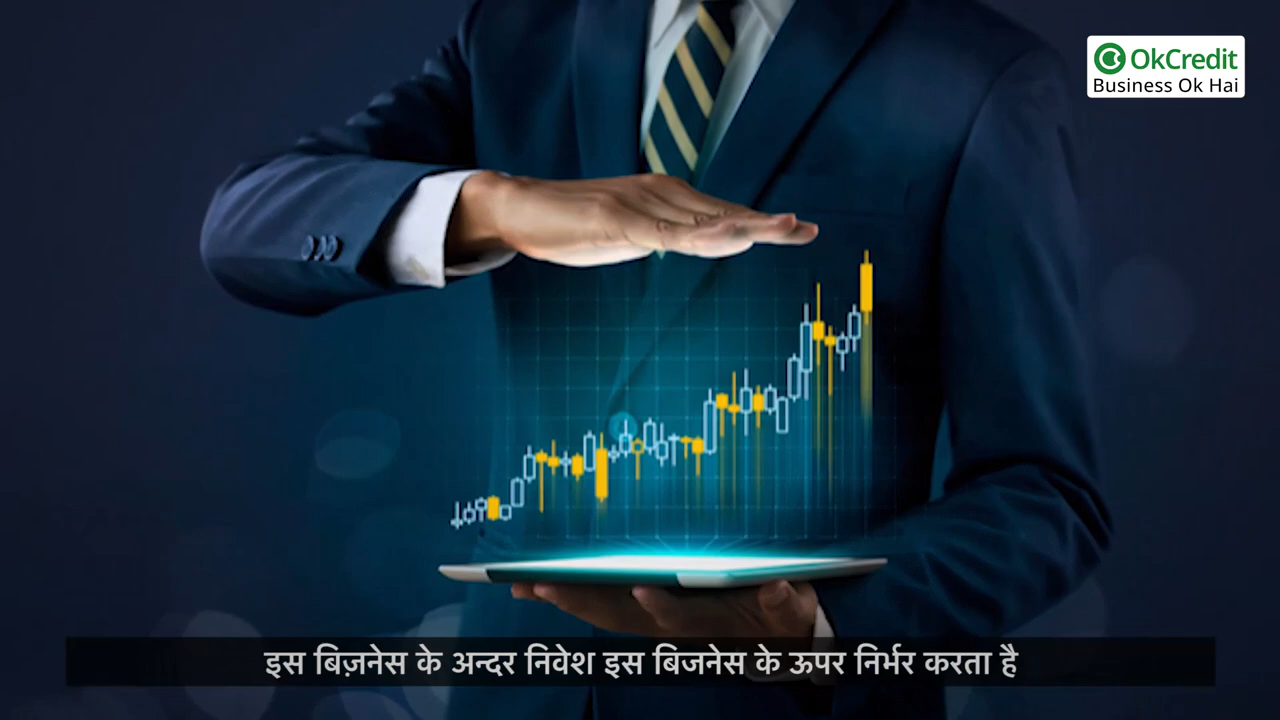 OkCredit
Business Ok Hai
इस बिज़नेस के अन्दर निवेश इस बिजनेस के ऊपर निर्भर करता है